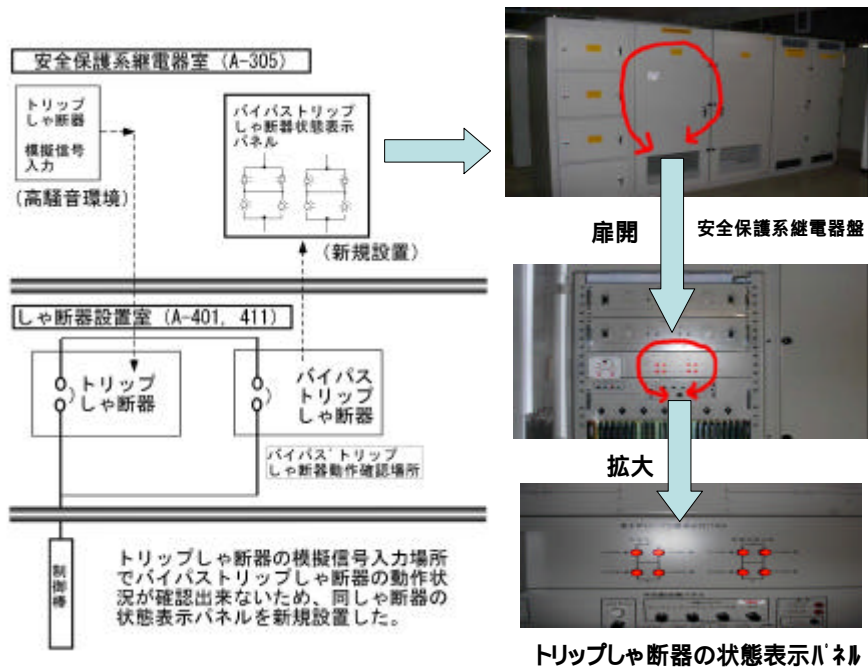 安全保護系継電器室(A-305)
トリップ
しゃ断器
模擬信号
入力
(高騒音環境)
バイパストリップ
しゃ断器状態表示
パネル
(新規設置)
しゃ断器設置室(A-401, 411)
トリップ
しゃ断器
バイパス
トリップ
しゃ断器
バイパストリップ
しゃ断器動作確認場所
制御棒
トリップしゃ断器の模擬信号入力場所
でバイパストリップしゃ断器の動作状
況が確認出来ないため、同しゃ断器の
状態表示パネルを新規設置した。
扉開
安全保護系継電器盤
拡大
トリップしゃ断器の状態表示パネル